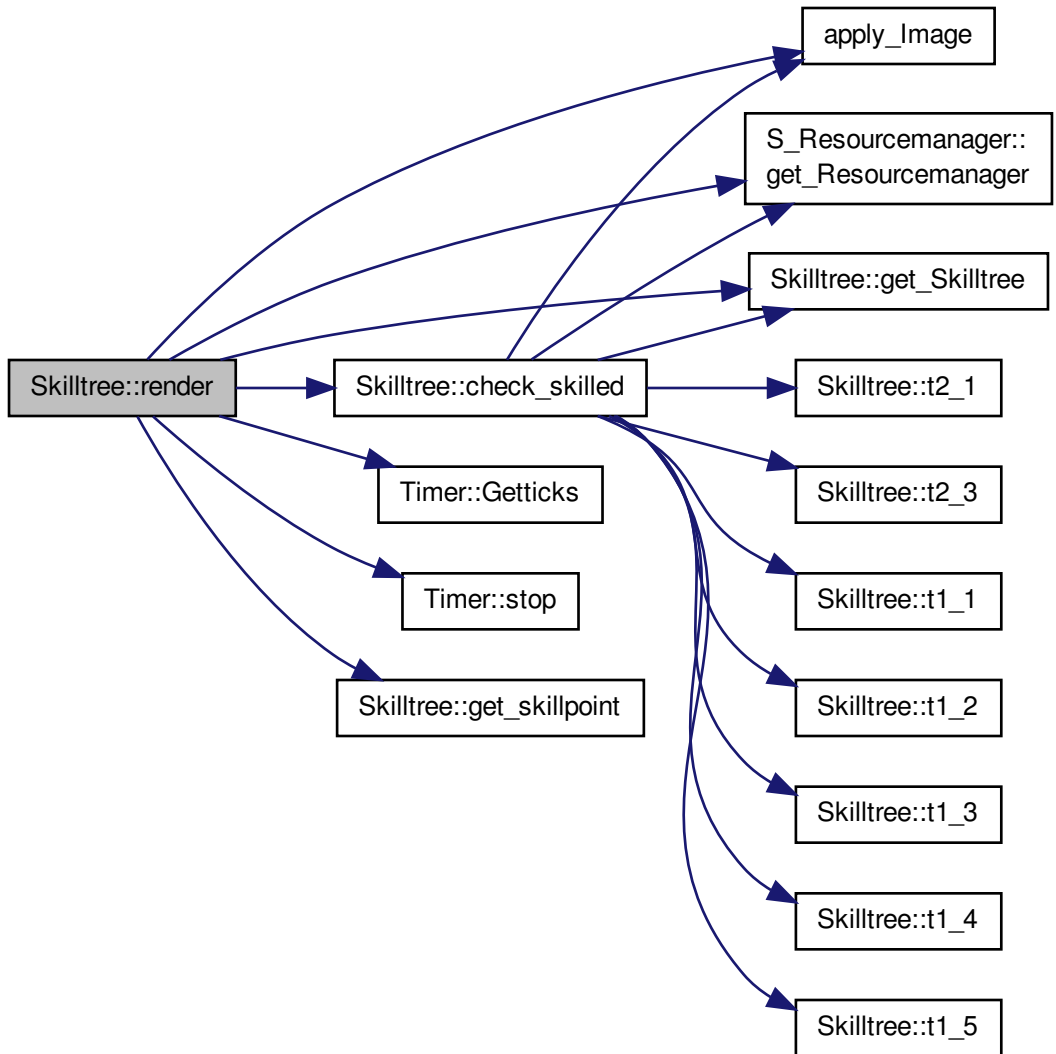 apply_Image
S_Resourcemanager::
get_Resourcemanager
Skilltree::get_Skilltree
Skilltree::render
Skilltree::check_skilled
Skilltree::t2_1
Timer::Getticks
Skilltree::t2_3
Timer::stop
Skilltree::t1_1
Skilltree::get_skillpoint
Skilltree::t1_2
Skilltree::t1_3
Skilltree::t1_4
Skilltree::t1_5